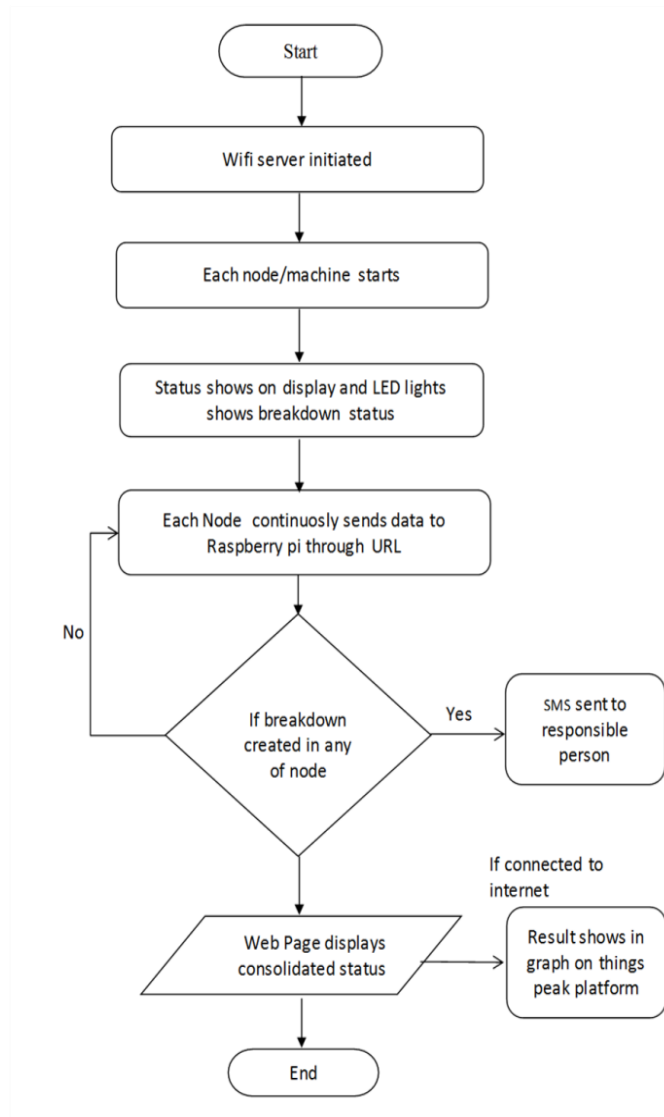 Start
Wifi server initiated
Each node/machine starts
Status shows on display and LED lights
shows breakdown status
Each Node continuosly sends data to
Raspberry pi through URL
No
If breakdown
created in any
of node
Yes
SMS sent to
responsible
person
If connected to
internet
Web Page displays
consolidated status
Result shows in
graph on things
peak platform
End